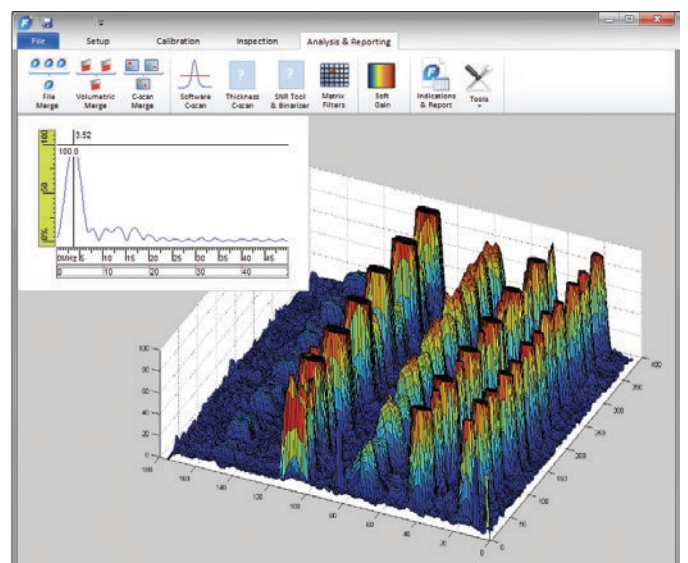 File Setup Calibration Inspection Analysis & Reporting
File Merge
Volumetric Merge
C-scan Merge
Software C-scan
Thickness C-scan
SNR Tool & Binarizer
Matrix Filters
Soft Gain
Indications & Report
Tools
3.52
100.0
100
50
0%
0MHz 5 10 15 20 25 30 35 40 45
0 10 20 30 40
100
80
60
40
20
0
180 160 140 120 100 80 60 40 20 0
0 50 100 150 200 250 300 350 400